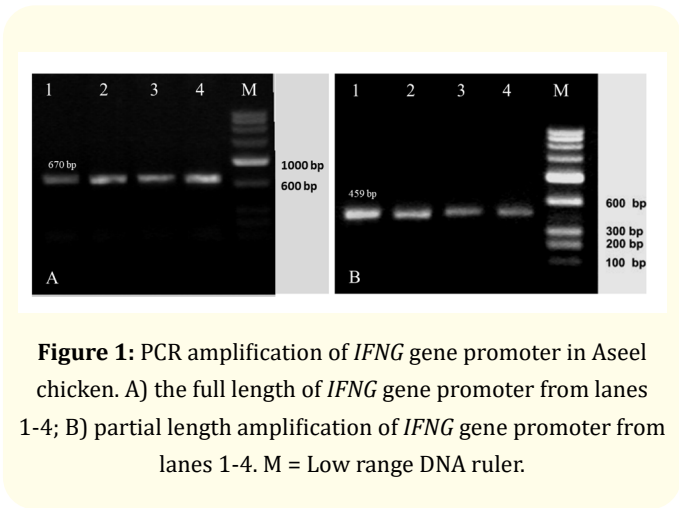 1 2 3 4 M
670 bp
1000 bp
600 bp
A
1 2 3 4 M
459 bp
600 bp
300 bp
200 bp
100 bp
B
Figure 1: PCR amplification of IFNG gene promoter in Aseel
chicken. A) the full length of IFNG gene promoter from lanes
1-4; B) partial length amplification of IFNG gene promoter from
lanes 1-4. M = Low range DNA ruler.